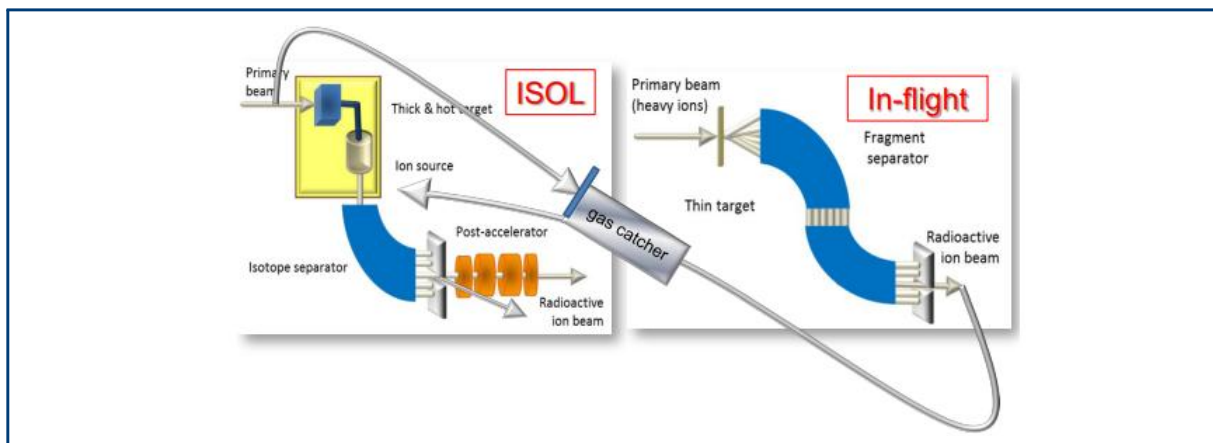 Primary
beam
ISOL
Thick & hot target
Ion source
Post-accelerator
Isotope separator
Radioactive
ion beam
gas catcher
Primary beam
(heavy ions)
In-flight
Fragment
separator
Thin target
Radioactive
ion beam